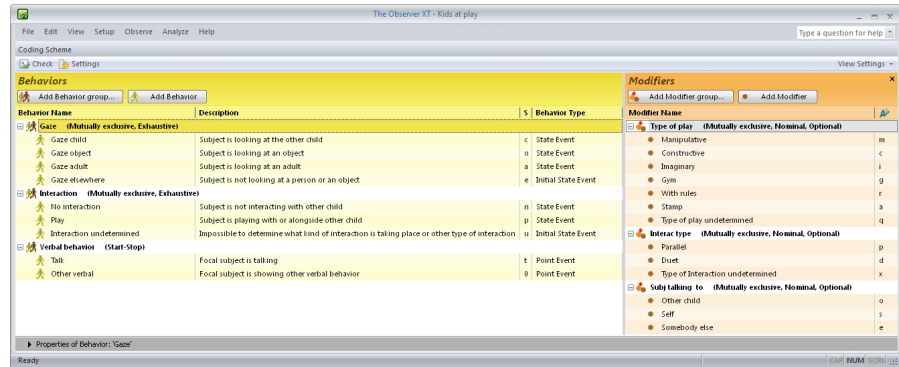 The Observer XT - Kids at play
File Edit View Setup Observe Analyze Help
Type a question for help
Coding Scheme
Check Settings
View Settings
Behaviors
Add Behavior group... Add Behavior
Behavior Name Description S Behavior Type
Gaze (Mutually exclusive, Exhaustive)
Gaze child Subject is looking at the other child c State Event
Gaze object Subject is looking at an object o State Event
Gaze adult Subject is looking at an adult a State Event
Gaze elsewhere Subject is not looking at a person or an object e Initial State Event
Interaction (Mutually exclusive, Exhaustive)
No interaction Subject is not interacting with other child n State Event
Play Subject is playing with or alongside other child p State Event
Interaction undetermined Impossible to determine what kind of interaction is taking place or other type of interaction u Initial State Event
Verbal behavior (Start-Stop)
Talk Focal subject is talking t Point Event
Other verbal Focal subject is showing other verbal behavior 0 Point Event
Modifiers
Add Modifier group... Add Modifier
Modifier Name
Type of play (Mutually exclusive, Nominal, Optional)
Manipulative m
Constructive c
Imaginary i
Gym g
With rules r
Stamp a
Type of play undetermined q
Interac type (Mutually exclusive, Nominal, Optional)
Parallel p
Duet d
Type of Interaction undetermined x
Subj talking to (Mutually exclusive, Nominal, Optional)
Other child o
Self s
Somebody else e
Properties of Behavior: 'Gaze'
Ready
CAP NUM SCRL